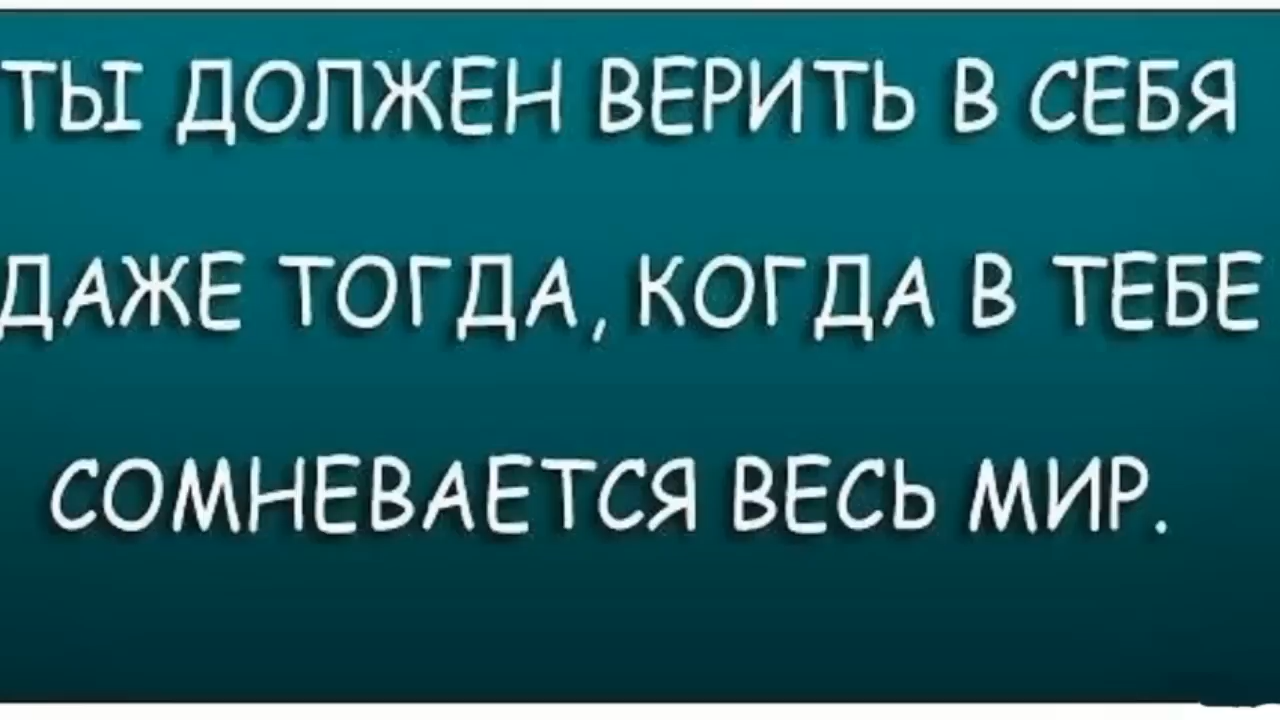 ТЫ ДОЛЖЕН ВЕРИТЬ В СЕБЯ
ДАЖЕ ТОГДА, КОГДА В ТЕБЕ
СОМНЕВАЕТСЯ ВЕСЬ МИР.